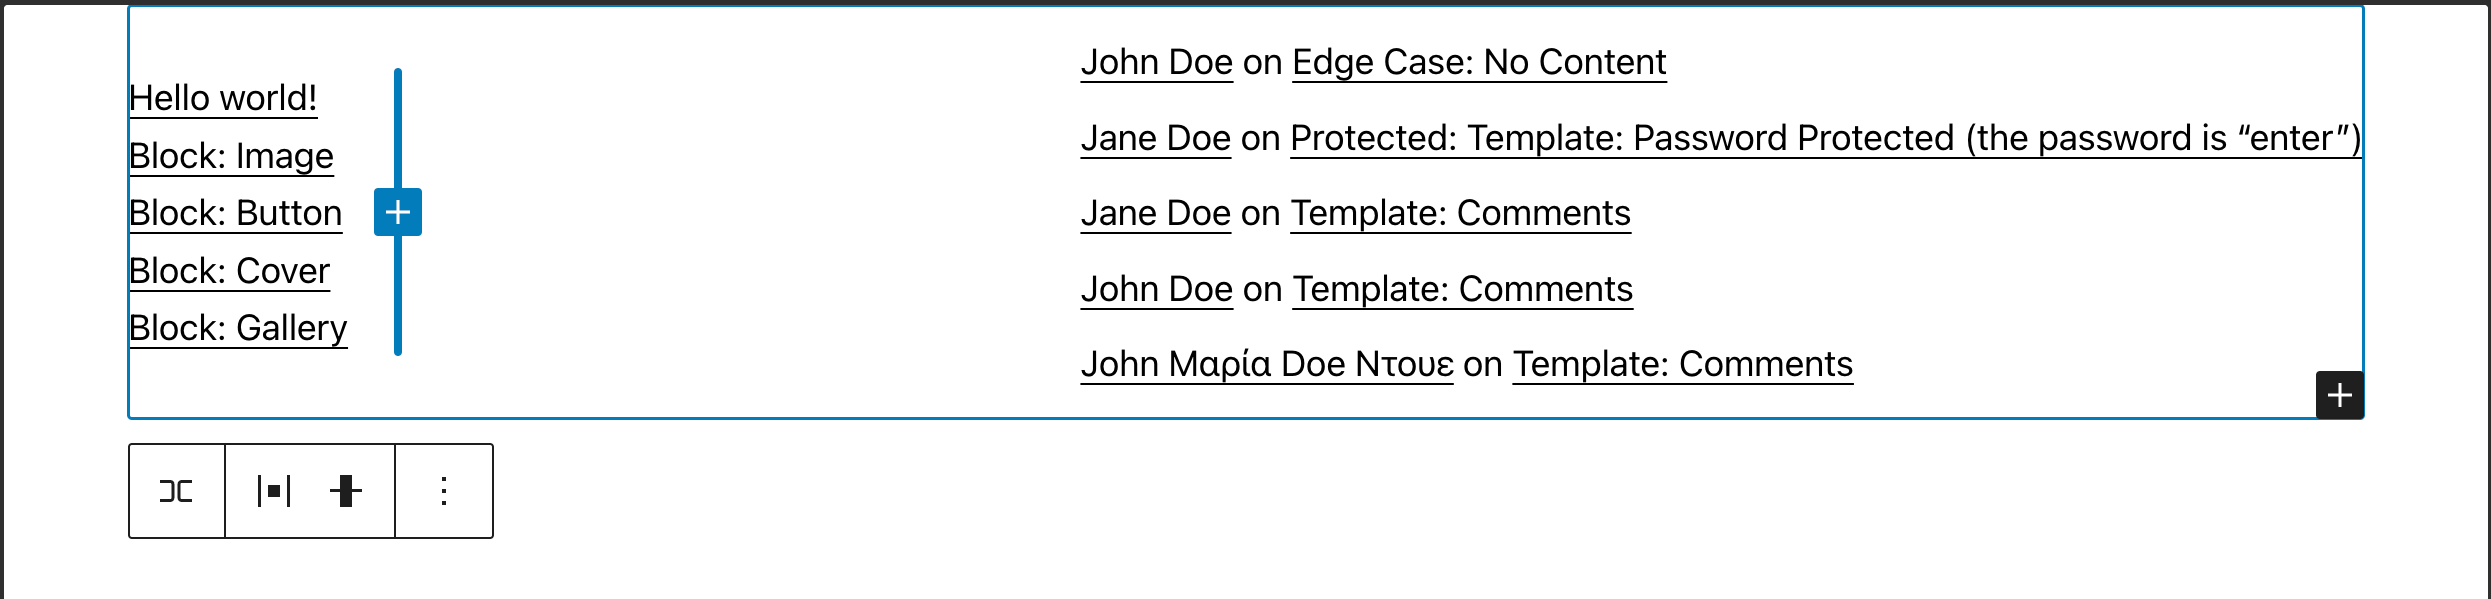 Hello world!
Block: Image
Block: Button
Block: Cover
Block: Gallery
John Doe on Edge Case: No Content
Jane Doe on Protected: Template: Password Protected (the password is “enter”)
Jane Doe on Template: Comments
John Doe on Template: Comments
John Μαρία Doe Ντουε on Template: Comments